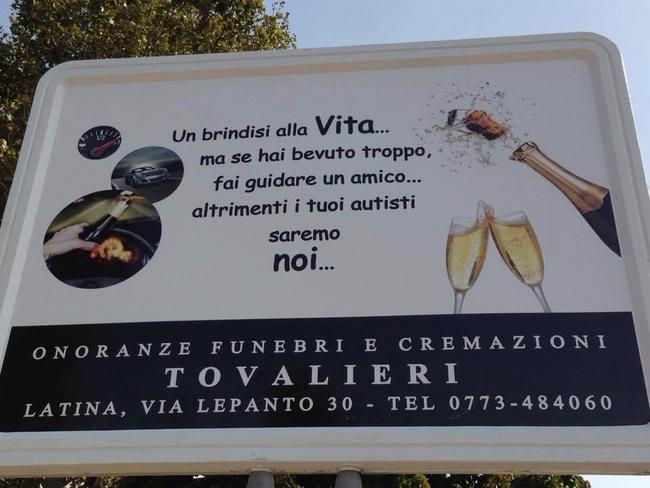 Un brindisi alla Vita...
ma se hai bevuto troppo,
fai guidare un amico...
altrimenti i tuoi autisti
saremo
noi...
ONORANZE FUNEBRI E CREMAZIONI
TOVALIERI
LATINA, VIA LEPANTO 30 - TEL 0773-484060